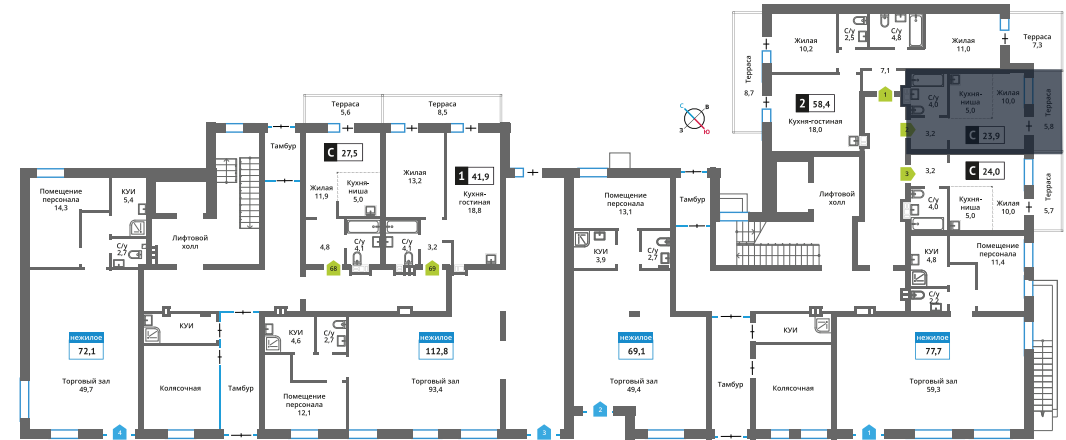 Терраса
5,6
Терраса
8,5
Тамбур
С 27,5
Жилая
11,9
Кухня-
ниша
5,0
Жилая
13,2
1 41,9
Кухня-
гостиная
18,8
4,8
С/у
4,1
С/у
4,1
3,2
68
69
Помещение
персонала
14,3
КУИ
5,4
С/у
2,7
Лифтовой
холл
нежилое
72,1
Торговый зал
49,7
КУИ
Колясочная
Тамбур
КУИ
4,6
С/у
2,7
Помещение
персонала
12,1
нежилое
112,8
Торговый зал
93,4
4
3
Помещение
персонала
13,1
КУИ
3,9
С/у
2,7
Тамбур
нежилое
69,1
Торговый зал
49,4
2
С
В
З
Ю
Терраса
8,7
Жилая
10,2
С/у
2,5
С/у
4,8
Жилая
11,0
Терраса
7,3
7,1
2 58,4
Кухня-гостиная
18,0
1
С/у
4,0
Кухня-
ниша
5,0
Жилая
10,0
Терраса
5,8
2
3,2
С 23,9
3
3,2
С 24,0
С/у
4,0
Кухня-
ниша
5,0
Жилая
10,0
Терраса
5,7
Лифтовой
холл
КУИ
4,8
Помещение
персонала
11,4
С/у
2,2
Тамбур
КУИ
Колясочная
нежилое
77,7
Торговый зал
59,3
1